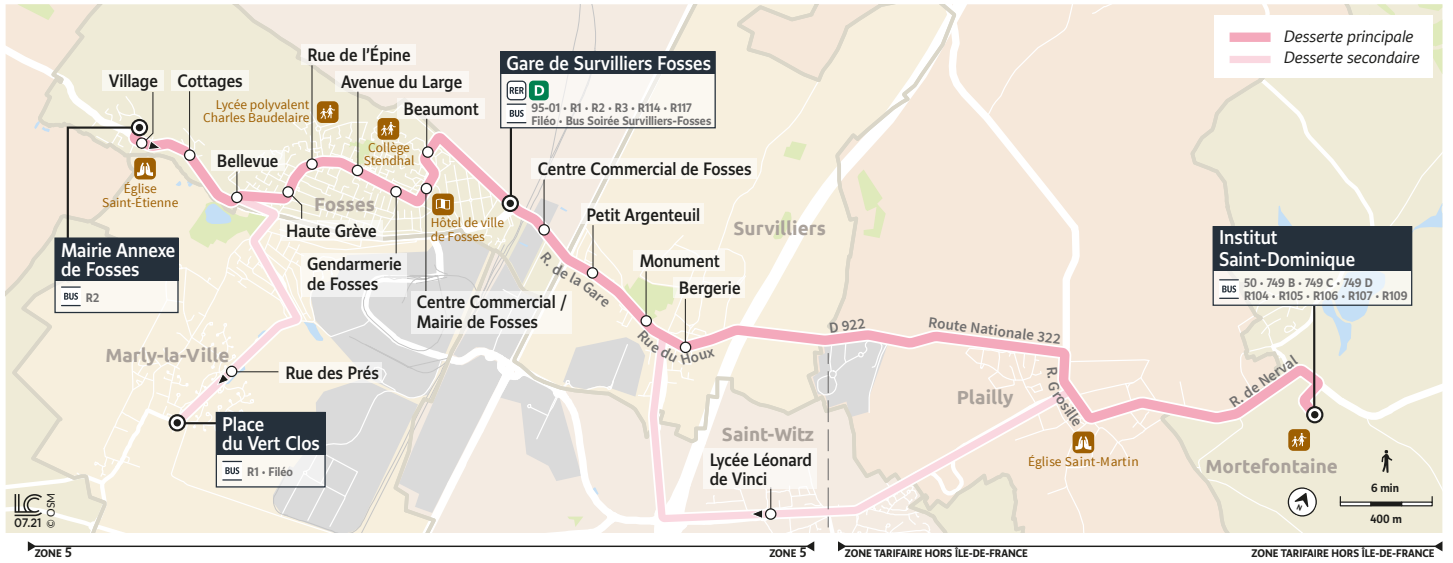 Desserte principale
Desserte secondaire
Village
Cottages
Rue de l'Épine
Lycée polyvalent
Charles Baudelaire
Avenue du Large
Beaumont
Collège
Stendhal
Gare de Survilliers Fosses
RER D
BUS 95-01 • R1 • R2 • R3 • R114 • R117
Filéo • Bus Soirée Survilliers-Fosses
Bellevue
Église
Saint-Étienne
Fosses
Haute Grève
Hôtel de ville
de Fosses
Gendarmerie
de Fosses
Centre Commercial /
Mairie de Fosses
Centre Commercial de Fosses
Petit Argenteuil
R. de la Gare
Survilliers
Monument
Bergerie
Rue du Houx
Mairie Annexe
de Fosses
BUS R2
Institut
Saint-Dominique
BUS 50 • 749 B • 749 C • 749 D
R104 • R105 • R106 • R107 • R109
D 922
Route Nationale 322
R. Grosille
R. de Nerval
Marly-la-Ville
Rue des Prés
Place
du Vert Clos
BUS R1 • Filéo
Plailly
Saint-Witz
Lycée Léonard
de Vinci
Église Saint-Martin
Mortefontaine
6 min
400 m
LC
07.21
© OSM
ZONE 5
ZONE 5
ZONE TARIFAIRE HORS ÎLE-DE-FRANCE
ZONE TARIFAIRE HORS ÎLE-DE-FRANCE